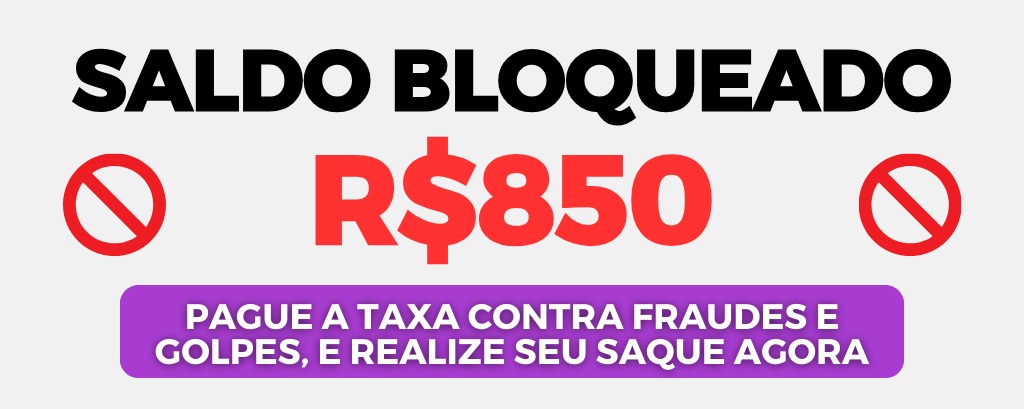 SALDO BLOQUEADO
R$850
PAGUE A TAXA CONTRA FRAUDES E
GOLPES, E REALIZE SEU SAQUE AGORA